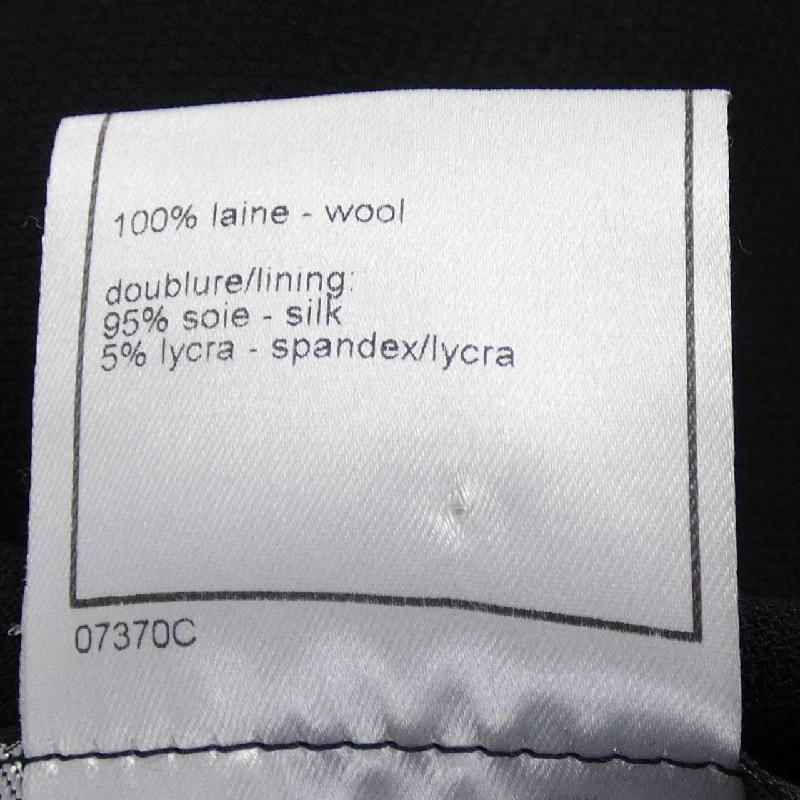 100% laine - wool
doublure/lining:
95% soie - silk
5% lycra - spandex/lycra
07370C